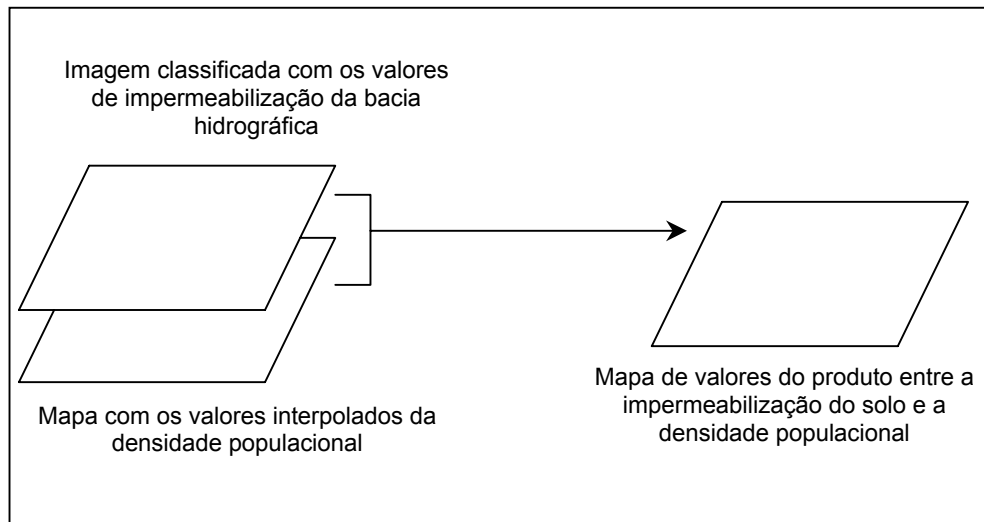 Imagem classificada com os valores
de impermeabilização da bacia
hidrográfica
Mapa com os valores interpolados da
densidade populacional
Mapa de valores do produto entre a
impermeabilização do solo e a
densidade populacional